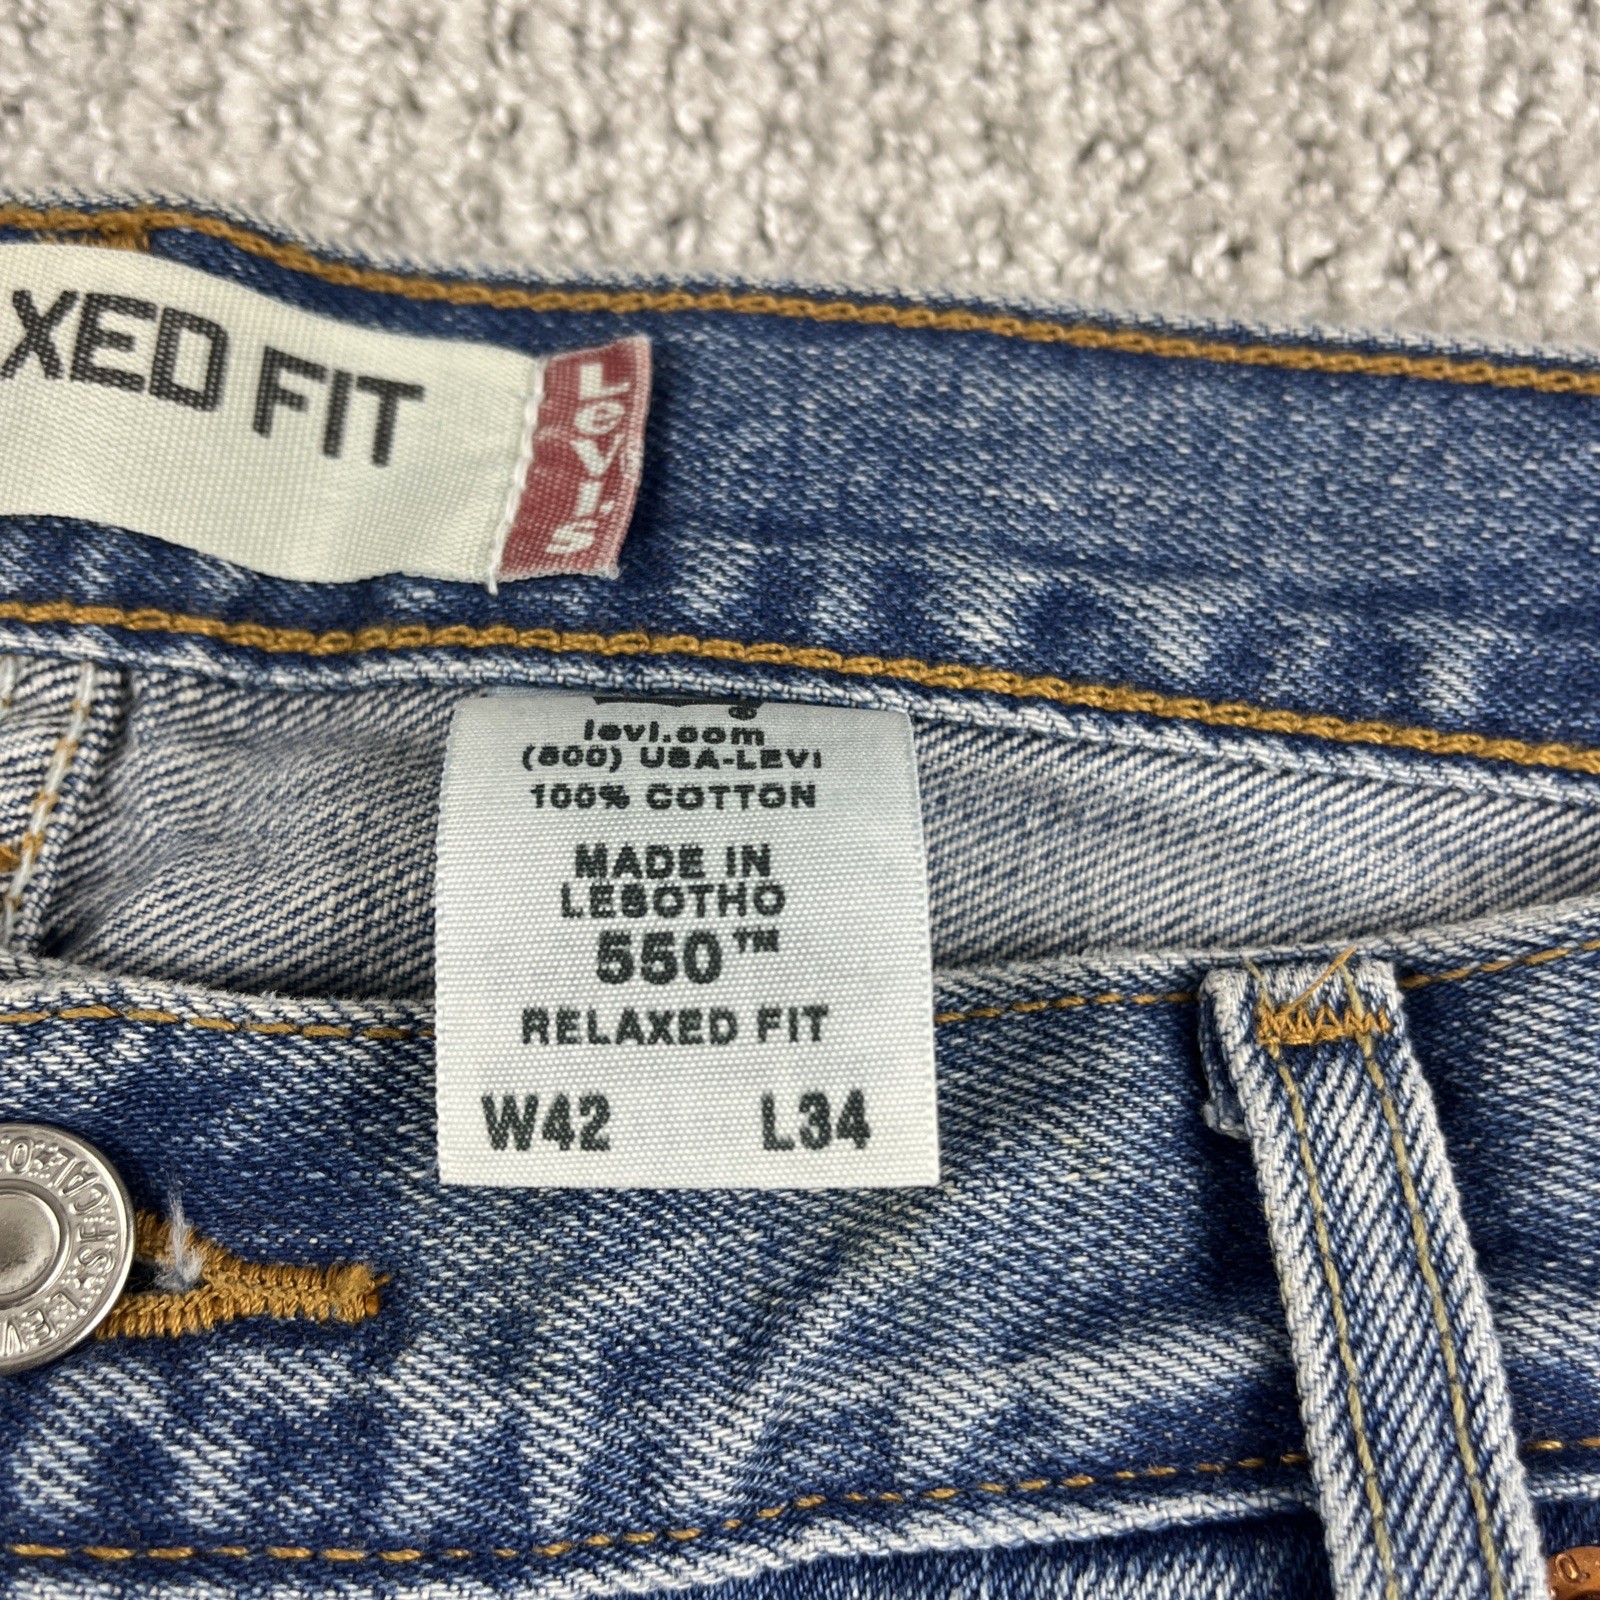 XED FIT
Levi's
levi.com
(800) USA-LEVI
100% COTTON
MADE IN
LESOTHO
550™
RELAXED FIT
W42 L34